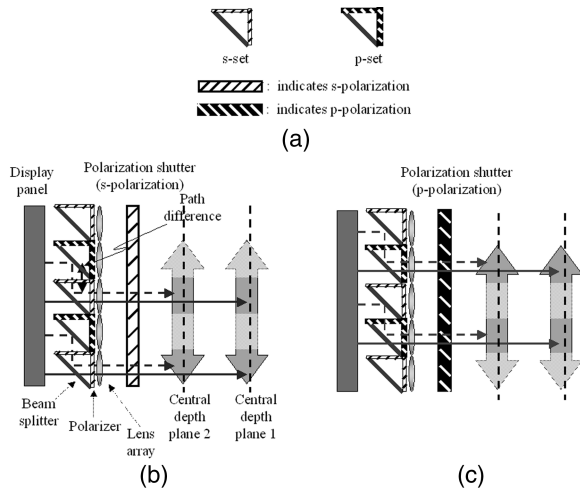 s-set
p-set
: indicates s-polarization
: indicates p-polarization
(a)
Display
panel
Polarization shutter
(s-polarization)
Path
difference
Beam
splitter
Polarizer
Lens
array
Central
depth
plane 2
Central
depth
plane 1
(b)
Polarization shutter
(p-polarization)
(c)